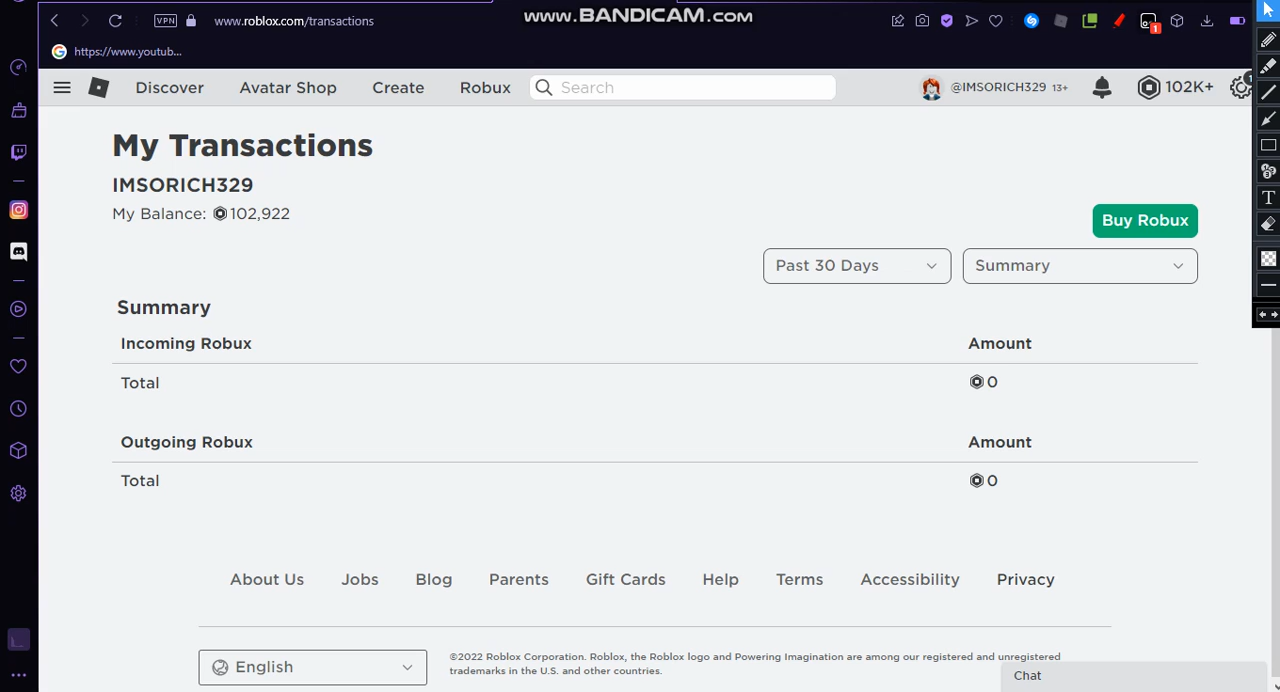 www.BANDICAM.com
VPN www.roblox.com/transactions
1
https://www.youtub...
Discover Avatar Shop Create Robux Search @IMSORICH329 13+ 102K+ 1
My Transactions
IMSORICH329
My Balance: 102,922
Buy Robux
Past 30 Days Summary
Summary
Incoming Robux Amount
Total 0
Outgoing Robux Amount
Total 0
About Us Jobs Blog Parents Gift Cards Help Terms Accessibility Privacy
English
©2022 Roblox Corporation. Roblox, the Roblox logo and Powering Imagination are among our registered and unregistered
trademarks in the U.S. and other countries.
Chat
T